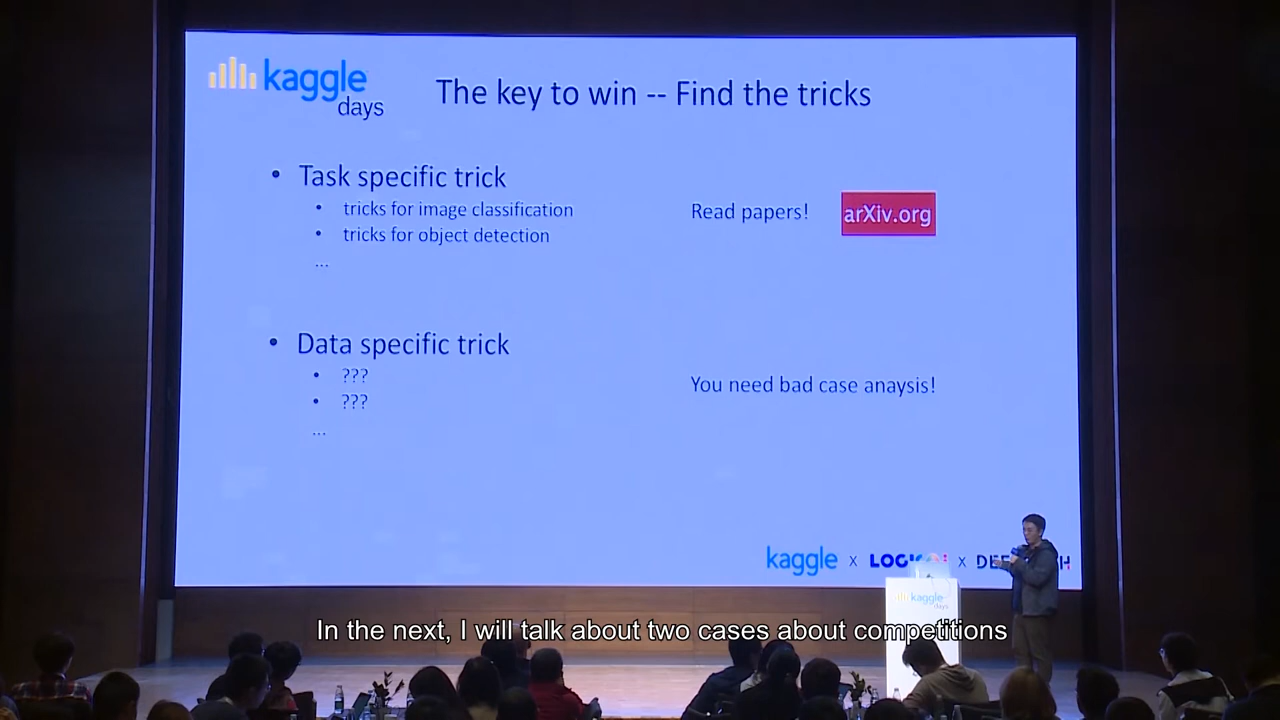 kaggle
days
The key to win -- Find the tricks
• Task specific trick
• tricks for image classification
• tricks for object detection
...
Read papers!
arXiv.org
• Data specific trick
• ???
• ???
...
You need bad case anaysis!
kaggle x x
kaggle
days
In the next, I will talk about two cases about competitions